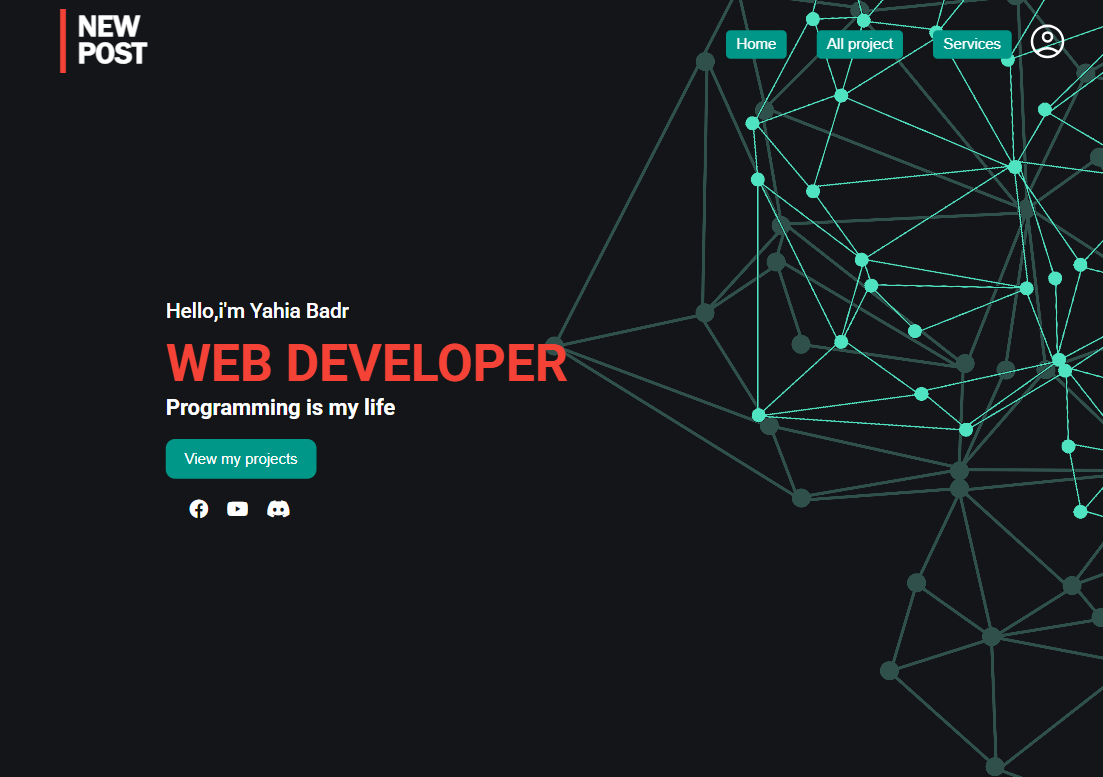 NEW
POST
Home
All project
Services
Hello,i'm Yahia Badr
WEB DEVELOPER
Programming is my life
View my projects